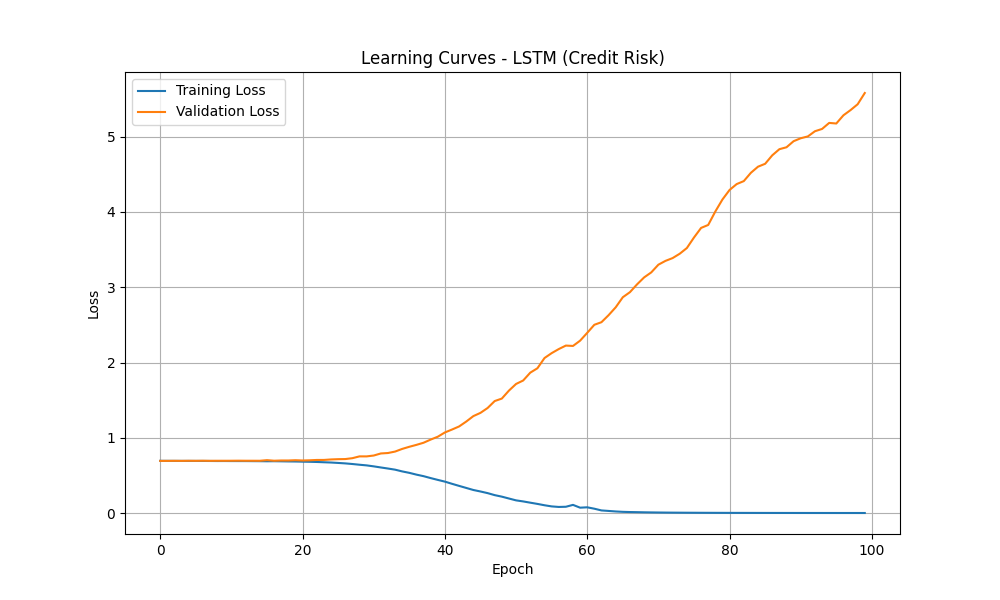 Learning Curves - LSTM (Credit Risk)
Training Loss
Validation Loss
Loss
5
4
3
2
1
0
0 20 40 60 80 100
Epoch